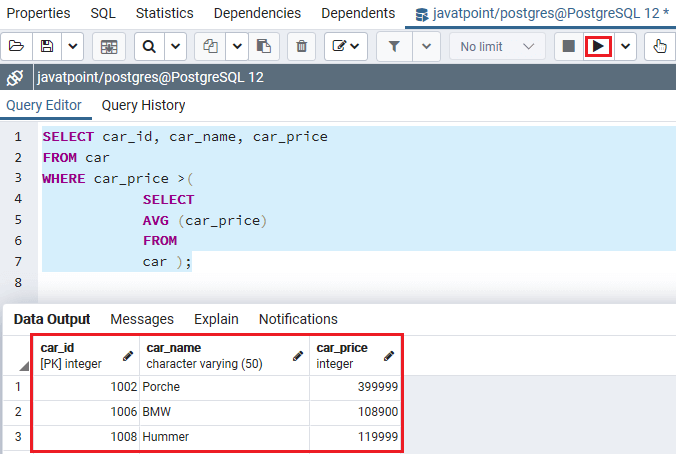 Properties SQL Statistics Dependencies Dependents javatpoint/postgres@PostgreSQL 12 *
No limit
javatpoint/postgres@PostgreSQL 12
Query Editor Query History
1 SELECT car_id, car_name, car_price
2 FROM car
3 WHERE car_price >(
4 SELECT
5 AVG (car_price)
6 FROM
7 car );
8
Data Output Messages Explain Notifications
car_id car_name car_price
[PK] integer character varying (50) integer
1 1002 Porche 399999
2 1006 BMW 108900
3 1008 Hummer 119999